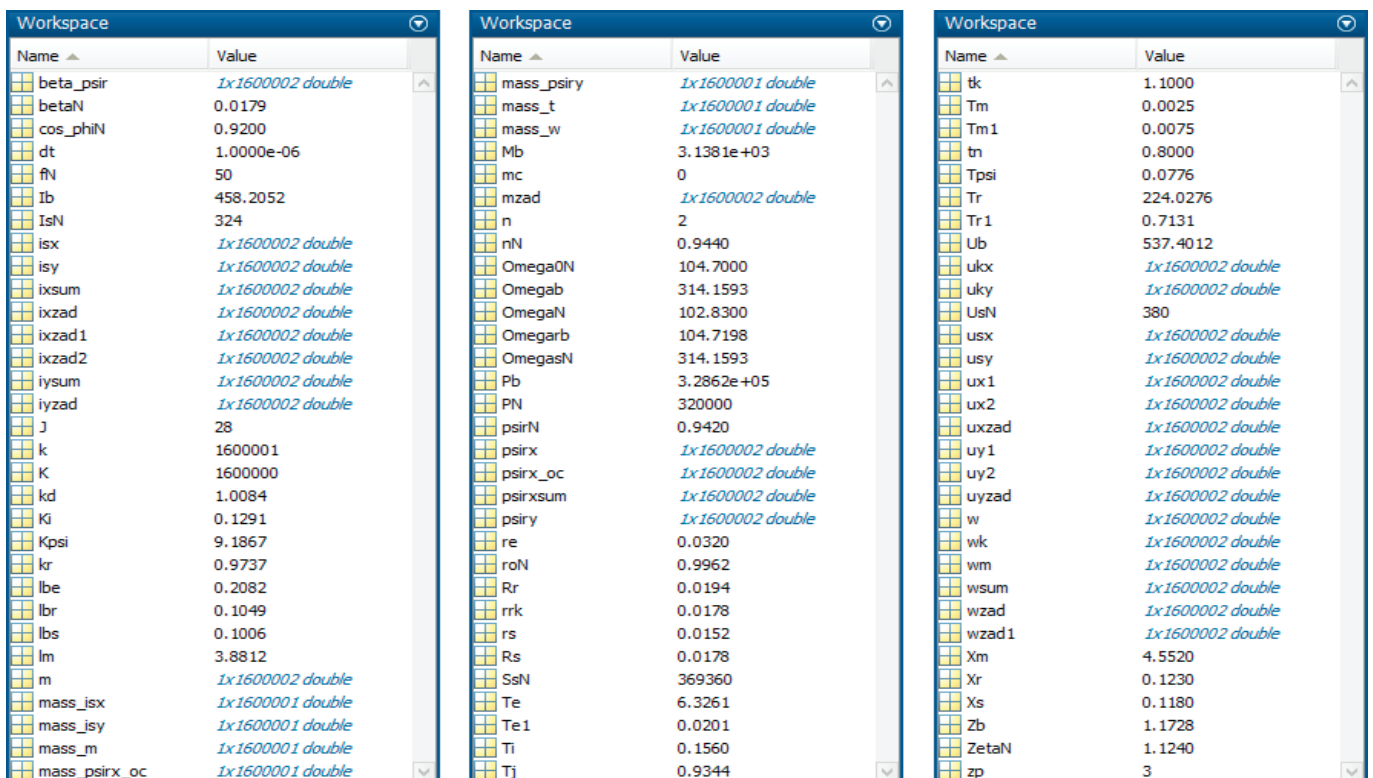 Workspace
Name Value
beta_psir 1x1600002 double
betaN 0.0179
cos_phiN 0.9200
dt 1.0000e-06
fN 50
Ib 458.2052
IsN 324
isx 1x1600002 double
isy 1x1600002 double
ixsum 1x1600002 double
ixzad 1x1600002 double
ixzad1 1x1600002 double
ixzad2 1x1600002 double
iysum 1x1600002 double
iyzad 1x1600002 double
J 28
k 1600001
K 1600000
kd 1.0084
Ki 0.1291
Kpsi 9.1867
kr 0.9737
lbe 0.2082
lbr 0.1049
lbs 0.1006
lm 3.8812
m 1x1600002 double
mass_isx 1x1600001 double
mass_isy 1x1600001 double
mass_m 1x1600001 double
mass_psirx_oc 1x1600001 double
Workspace
Name Value
mass_psiry 1x1600001 double
mass_t 1x1600001 double
mass_w 1x1600001 double
Mb 3.1381e+03
mc 0
mzad 1x1600002 double
n 2
nN 0.9440
Omega0N 104.7000
Omegab 314.1593
OmegaN 102.8300
Omegarb 104.7198
OmegasN 314.1593
Pb 3.2862e+05
PN 320000
psirN 0.9420
psirx 1x1600002 double
psirx_oc 1x1600002 double
psirxsum 1x1600002 double
psiry 1x1600002 double
re 0.0320
roN 0.9962
Rr 0.0194
rrk 0.0178
rs 0.0152
Rs 0.0178
SsN 369360
Te 6.3261
Te1 0.0201
Ti 0.1560
Tj 0.9344
Workspace
Name Value
tk 1.1000
Tm 0.0025
Tm1 0.0075
tn 0.8000
Tpsi 0.0776
Tr 224.0276
Tr1 0.7131
Ub 537.4012
ukx 1x1600002 double
uky 1x1600002 double
UsN 380
usx 1x1600002 double
usy 1x1600002 double
ux1 1x1600002 double
ux2 1x1600002 double
uxzad 1x1600002 double
uy1 1x1600002 double
uy2 1x1600002 double
uyzad 1x1600002 double
w 1x1600002 double
wk 1x1600002 double
wm 1x1600002 double
wsum 1x1600002 double
wzad 1x1600002 double
wzad1 1x1600002 double
Xm 4.5520
Xr 0.1230
Xs 0.1180
Zb 1.1728
ZetaN 1.1240
zp 3